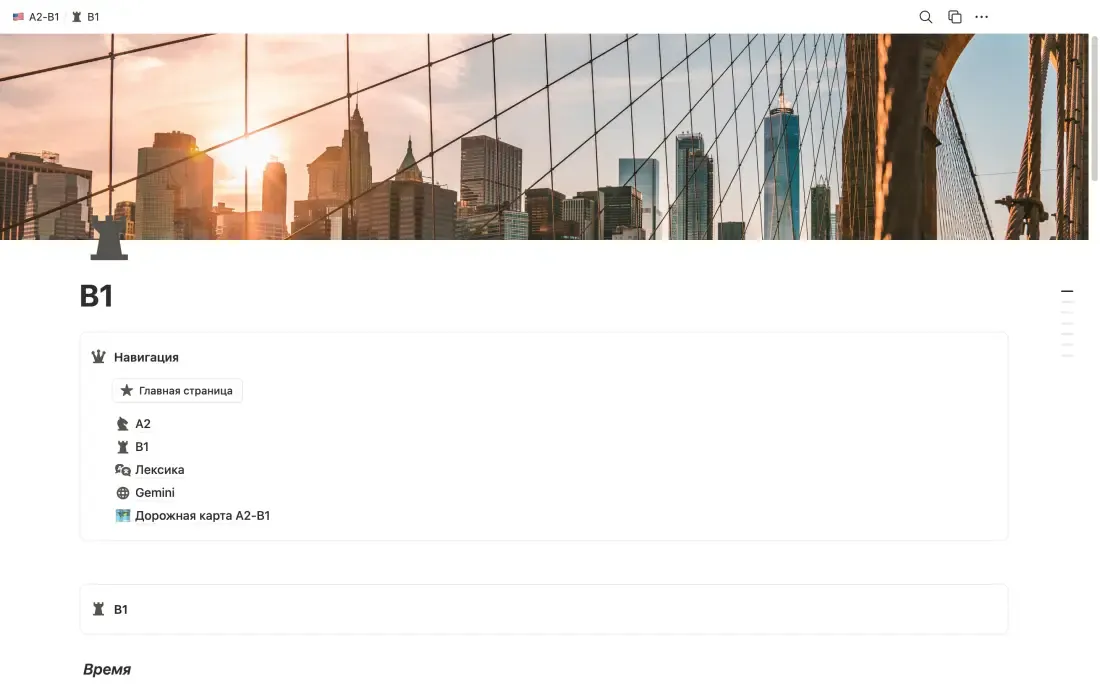 A2-B1 / B1
B1
Навигация
Главная страница
A2
B1
Лексика
Gemini
Дорожная карта A2-B1
B1
Время